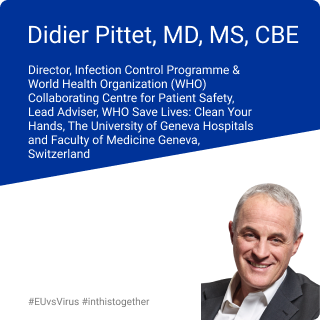 Didier Pittet, MD, MS, CBE
Director, Infection Control Programme &
World Health Organization (WHO)
Collaborating Centre for Patient Safety,
Lead Adviser, WHO Save Lives: Clean Your
Hands, The University of Geneva Hospitals
and Faculty of Medicine Geneva,
Switzerland
#EUvsVirus #inthistogether